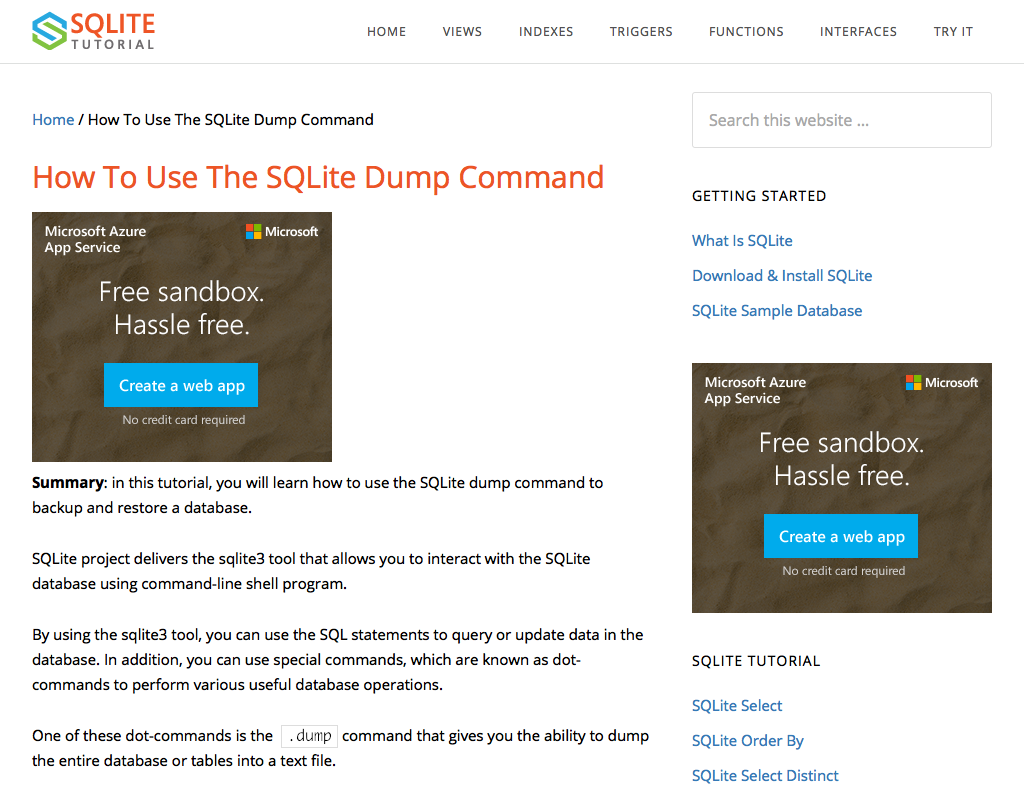 SQLITE
TUTORIAL
HOME VIEWS INDEXES TRIGGERS FUNCTIONS INTERFACES TRY IT
Home / How To Use The SQLite Dump Command
How To Use The SQLite Dump Command
Microsoft Azure
App Service
Microsoft
Free sandbox.
Hassle free.
Create a web app
No credit card required
Summary: in this tutorial, you will learn how to use the SQLite dump command to
backup and restore a database.
SQLite project delivers the sqlite3 tool that allows you to interact with the SQLite
database using command-line shell program.
By using the sqlite3 tool, you can use the SQL statements to query or update data in the
database. In addition, you can use special commands, which are known as dot-
commands to perform various useful database operations.
One of these dot-commands is the .dump command that gives you the ability to dump
the entire database or tables into a text file.
Search this website ...
GETTING STARTED
What Is SQLite
Download & Install SQLite
SQLite Sample Database
Microsoft Azure
App Service
Microsoft
Free sandbox.
Hassle free.
Create a web app
No credit card required
SQLITE TUTORIAL
SQLite Select
SQLite Order By
SQLite Select Distinct